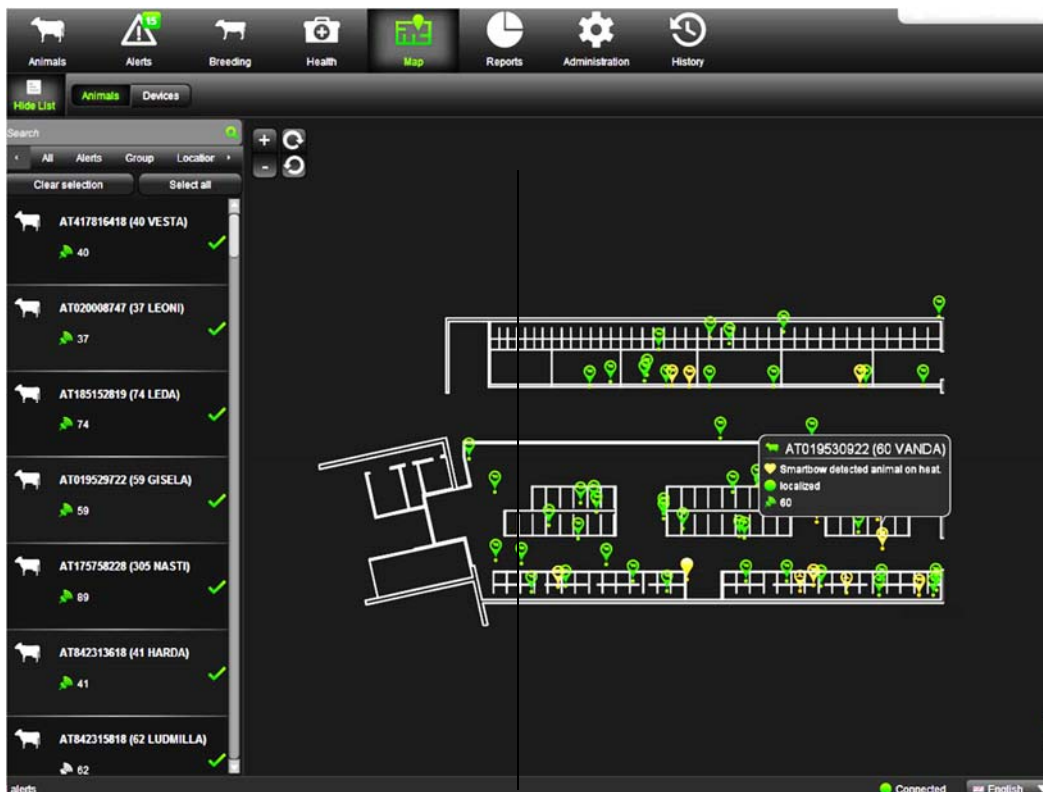 15
Animals Alerts Breeding Health Map Reports Administration History
Hide List Animals Devices
Search
All Alerts Group Locatior
Clear selection Select all
AT417816418 (40 VESTA)
40
AT020008747 (37 LEONI)
37
AT185152819 (74 LEDA)
74
AT019529722 (59 GISELA)
59
AT175758228 (305 NASTI)
89
AT842313618 (41 HARDA)
41
AT842315818 (62 LUDMILLA)
62
+
-
AT019530922 (60 VANDA)
Smartbow detected animal on heat.
localized
60
alerts Connected English